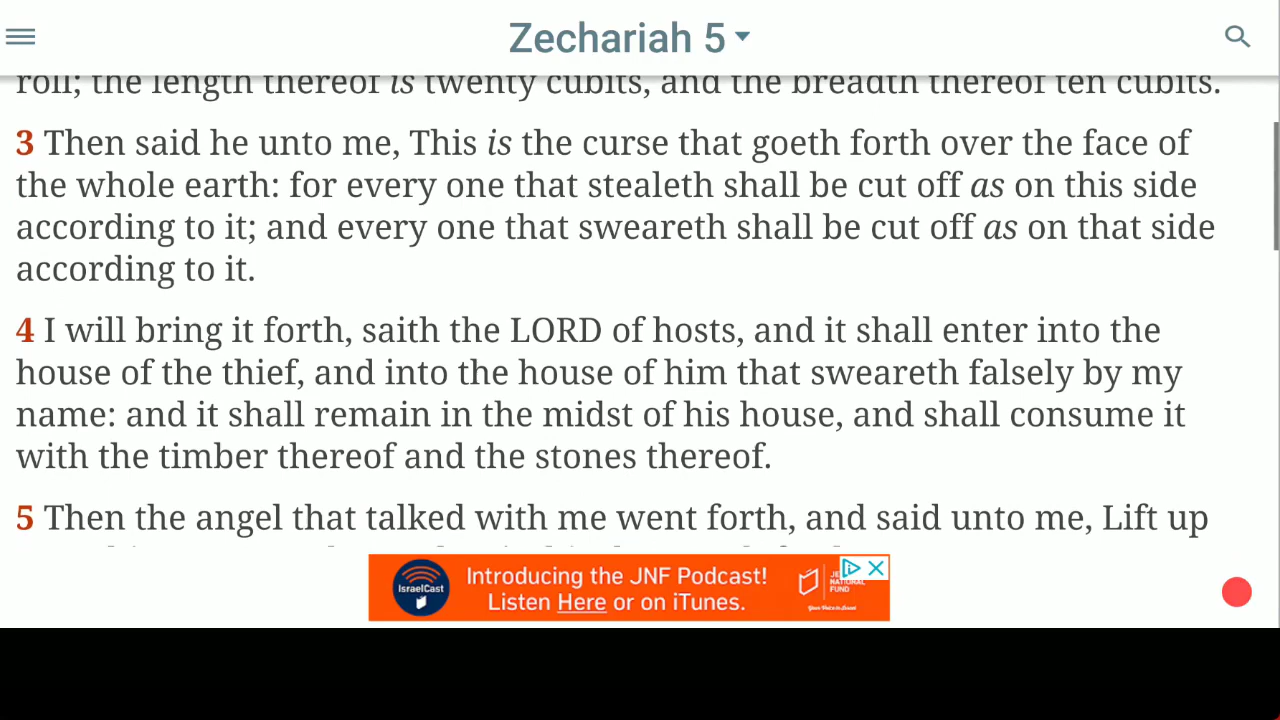 Zechariah 5
roll; the length thereof is twenty cubits, and the breadth thereof ten cubits.
3 Then said he unto me, This is the curse that goeth forth over the face of
the whole earth: for every one that stealeth shall be cut off as on this side
according to it; and every one that sweareth shall be cut off as on that side
according to it.
4 I will bring it forth, saith the LORD of hosts, and it shall enter into the
house of the thief, and into the house of him that sweareth falsely by my
name: and it shall remain in the midst of his house, and shall consume it
with the timber thereof and the stones thereof.
5 Then the angel that talked with me went forth, and said unto me, Lift up
IsraelCast
Introducing the JNF Podcast!
Listen Here or on iTunes.
NATIONAL
FUND
Your Voice in Israel